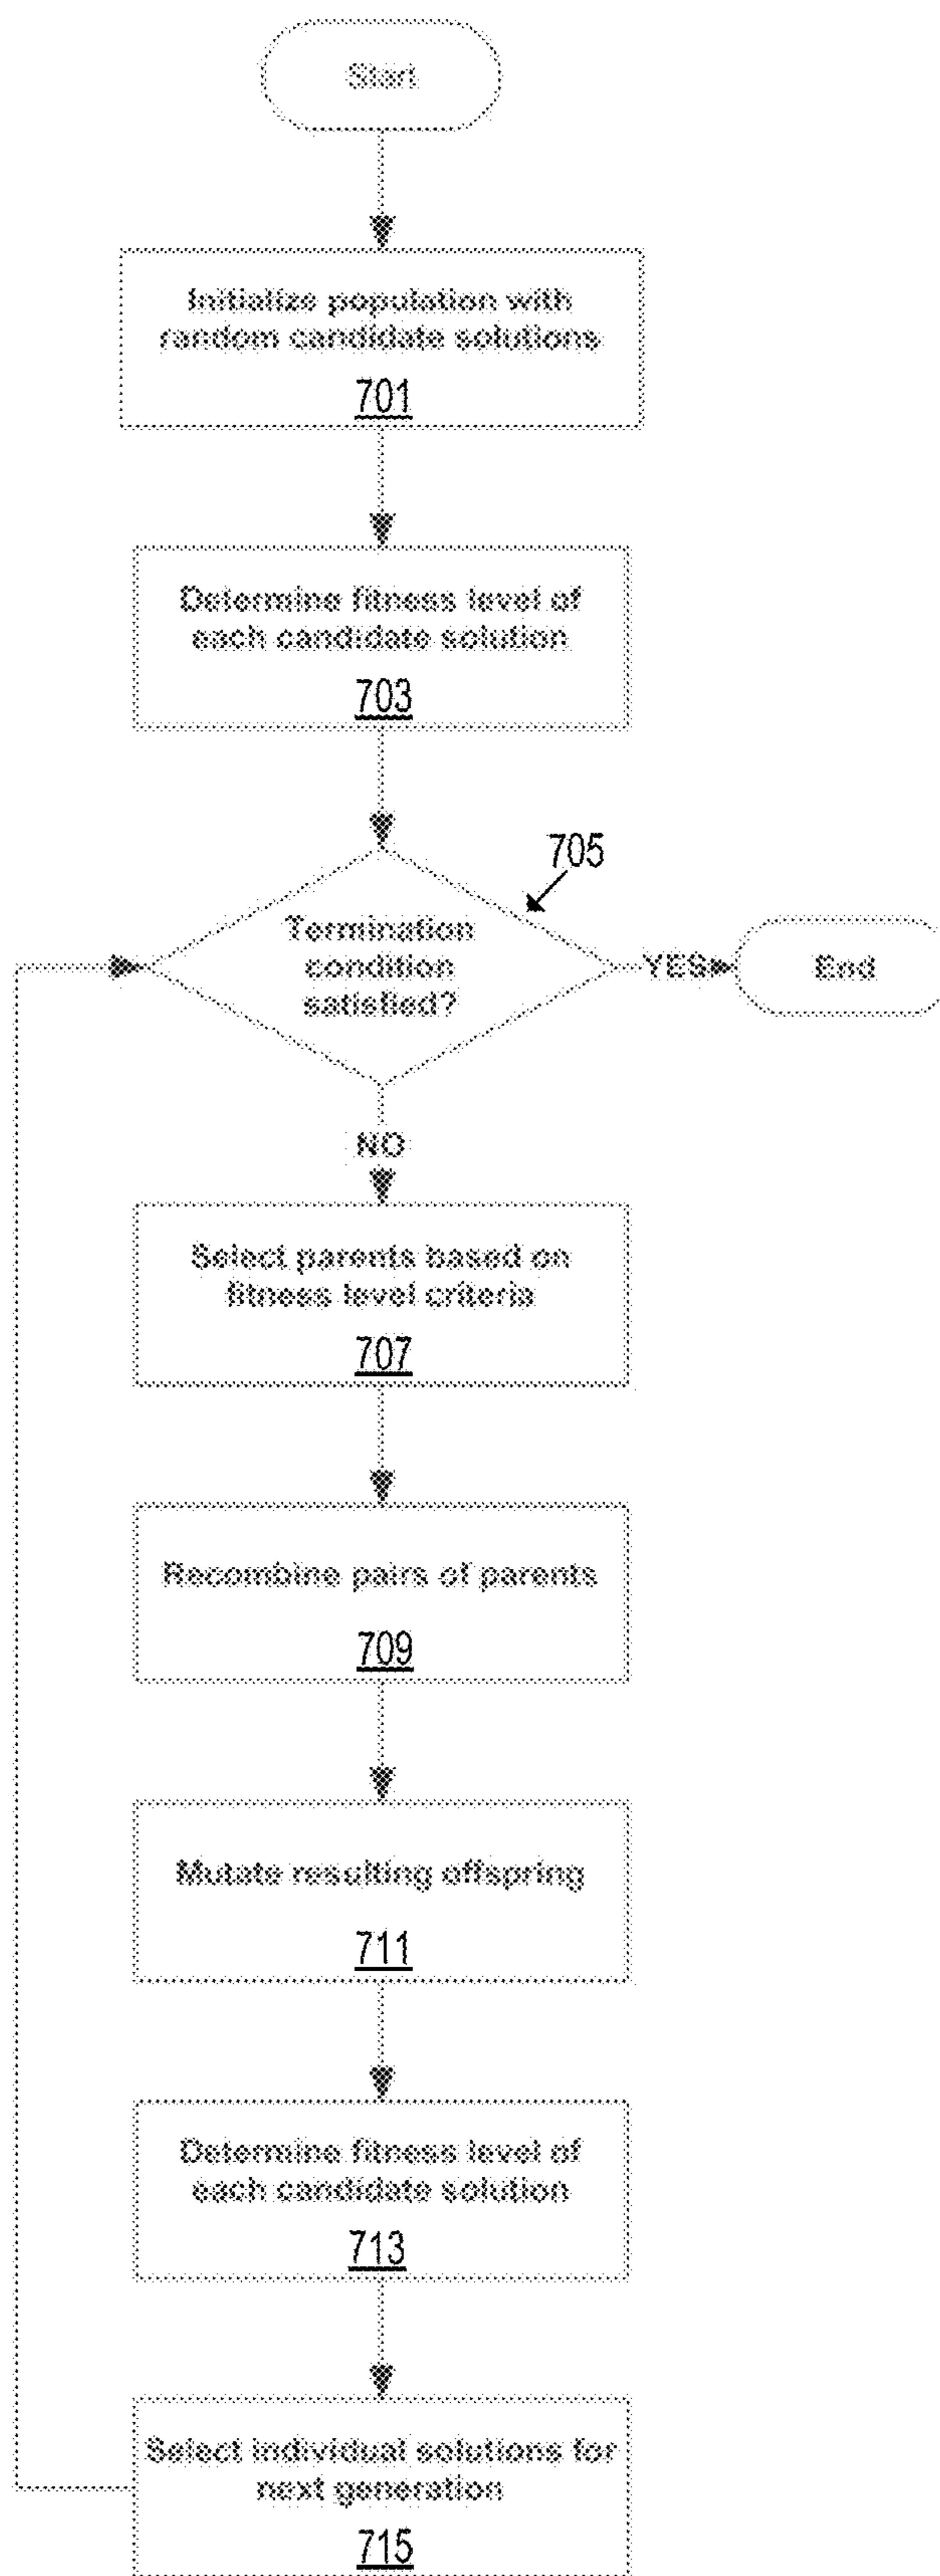 Start
Initialize population with
random candidate solutions
701
Determine fitness level of
each candidate solution
703
705
Termination
condition
satisfied?
YES
End
NO
Select parents based on
fitness level criteria
707
Recombine pairs of parents
709
Mutate resulting offspring
711
Determine fitness level of
each candidate solution
713
Select individual solutions for
next generation
715